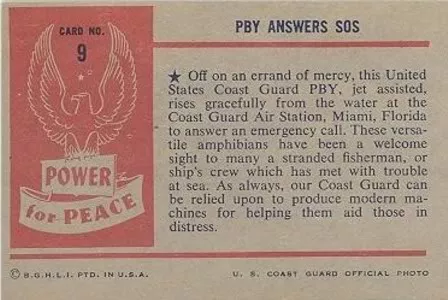 CARD NO.
9
POWER
for PEACE
PBY ANSWERS SOS
★ Off on an errand of mercy, this United
States Coast Guard PBY, jet assisted,
rises gracefully from the water at the
Coast Guard Air Station, Miami, Florida
to answer an emergency call. These versa-
tile amphibians have been a welcome
sight to many a stranded fisherman, or
ship's crew which has met with trouble
at sea. As always, our Coast Guard can
be relied upon to produce modern ma-
chines for helping them aid those in
distress.
© B.G.H.L.I. PTD. IN U.S.A.
U. S. COAST GUARD OFFICIAL PHOTO